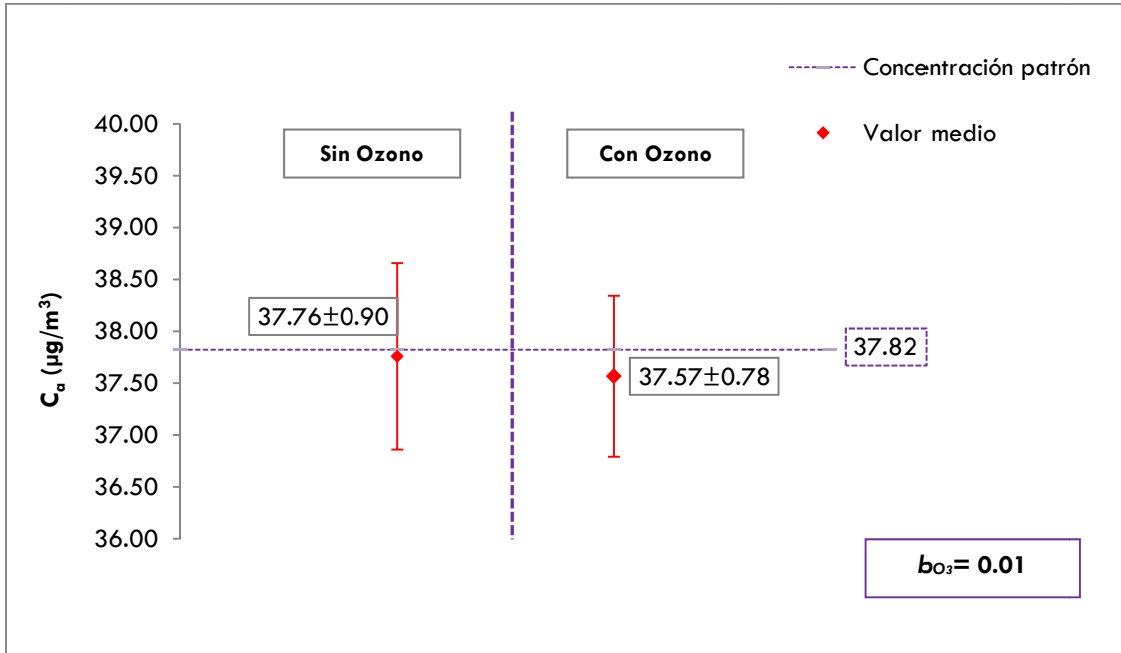 Concentración patrón
Valor medio
Sin Ozono
Con Ozono
40.00
39.50
39.00
38.50
38.00
37.50
37.00
36.50
36.00
Cₐ (µg/m³)
37.76±0.90
37.57±0.78
37.82
bO₃= 0.01